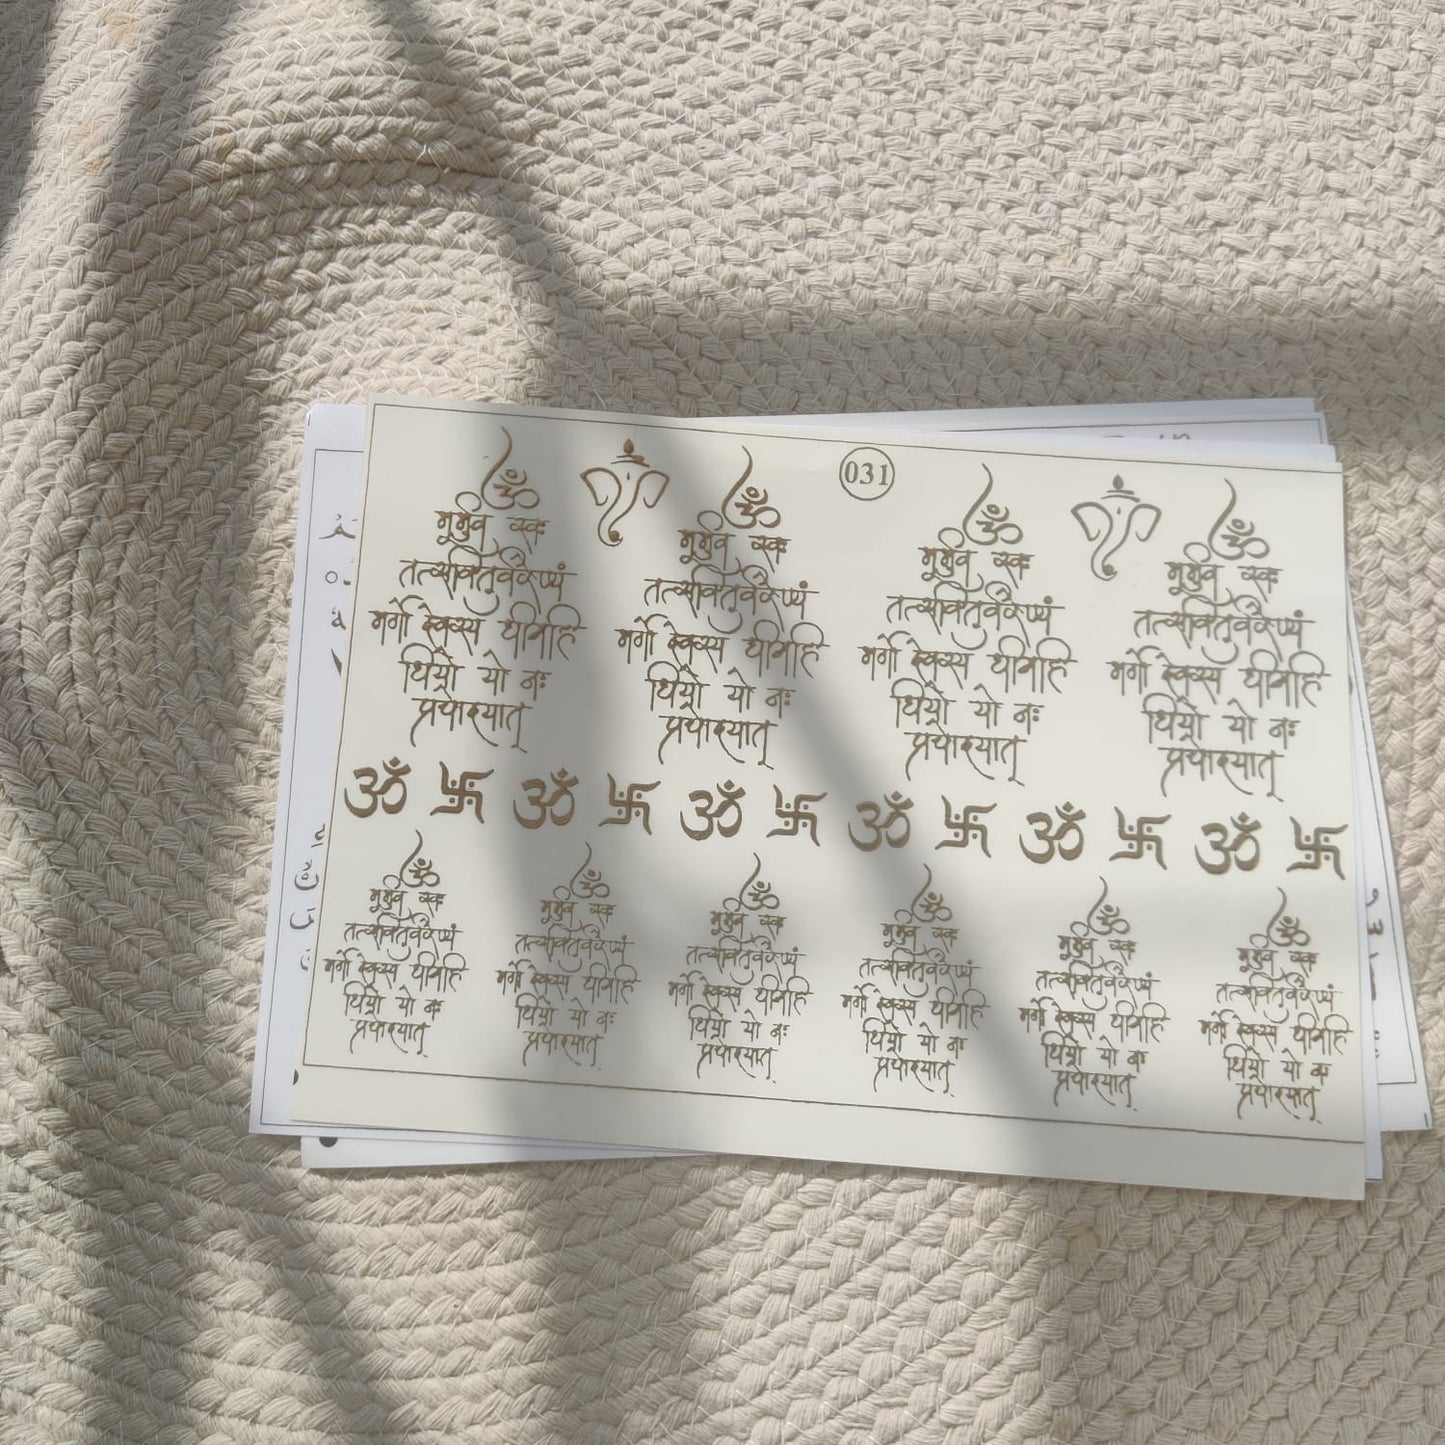 031
ॐ ॐ ॐ ॐ
भूर्भुव स्वः भूर्भुव स्वः भूर्भुव स्वः भूर्भुव स्वः
तत्सवितुर्वरेण्यं तत्सवितुर्वरेण्यं तत्सवितुर्वरेण्यं तत्सवितुर्वरेण्यं
भर्गो देवस्य धीमहि भर्गो देवस्य धीमहि भर्गो देवस्य धीमहि भर्गो देवस्य धीमहि
धियो यो नः धियो यो नः धियो यो नः धियो यो नः
प्रचोदयात् प्रचोदयात् प्रचोदयात् प्रचोदयात्
ॐ 卐 ॐ 卐 ॐ 卐 ॐ 卐 ॐ 卐 ॐ 卐
ॐ ॐ ॐ ॐ ॐ ॐ
भूर्भुव स्वः भूर्भुव स्वः भूर्भुव स्वः भूर्भुव स्वः भूर्भुव स्वः भूर्भुव स्वः
तत्सवितुर्वरेण्यं तत्सवितुर्वरेण्यं तत्सवितुर्वरेण्यं तत्सवितुर्वरेण्यं तत्सवितुर्वरेण्यं तत्सवितुर्वरेण्यं
भर्गो देवस्य धीमहि भर्गो देवस्य धीमहि भर्गो देवस्य धीमहि भर्गो देवस्य धीमहि भर्गो देवस्य धीमहि भर्गो देवस्य धीमहि
धियो यो नः धियो यो नः धियो यो नः धियो यो नः धियो यो नः धियो यो नः
प्रचोदयात् प्रचोदयात् प्रचोदयात् प्रचोदयात् प्रचोदयात् प्रचोदयात्